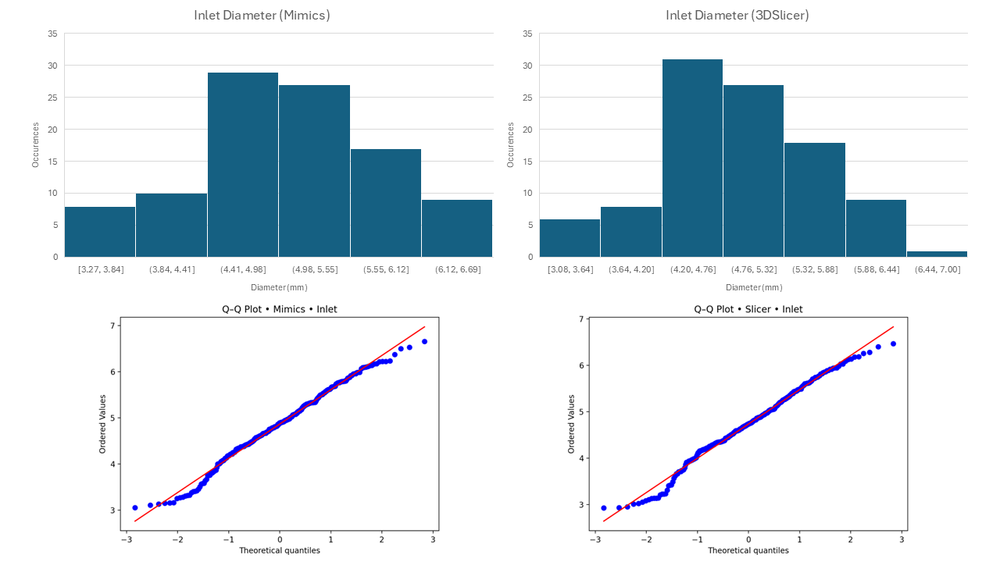 Inlet Diameter (Mimics)
35
30
25
20
15
10
5
0
Occurences
[3.27, 3.84] (3.84, 4.41] (4.41, 4.98] (4.98, 5.55] (5.55, 6.12] (6.12, 6.69]
Diameter (mm)
Inlet Diameter (3DSlicer)
35
30
25
20
15
10
5
0
Occurences
[3.08, 3.64] (3.64, 4.20] (4.20, 4.76] (4.76, 5.32] (5.32, 5.88] (5.88, 6.44] (6.44, 7.00]
Diameter (mm)
Q–Q Plot • Mimics • Inlet
7
6
5
4
3
Ordered Values
−3 −2 −1 0 1 2 3
Theoretical quantiles
Q–Q Plot • Slicer • Inlet
7
6
5
4
3
Ordered Values
−3 −2 −1 0 1 2 3
Theoretical quantiles